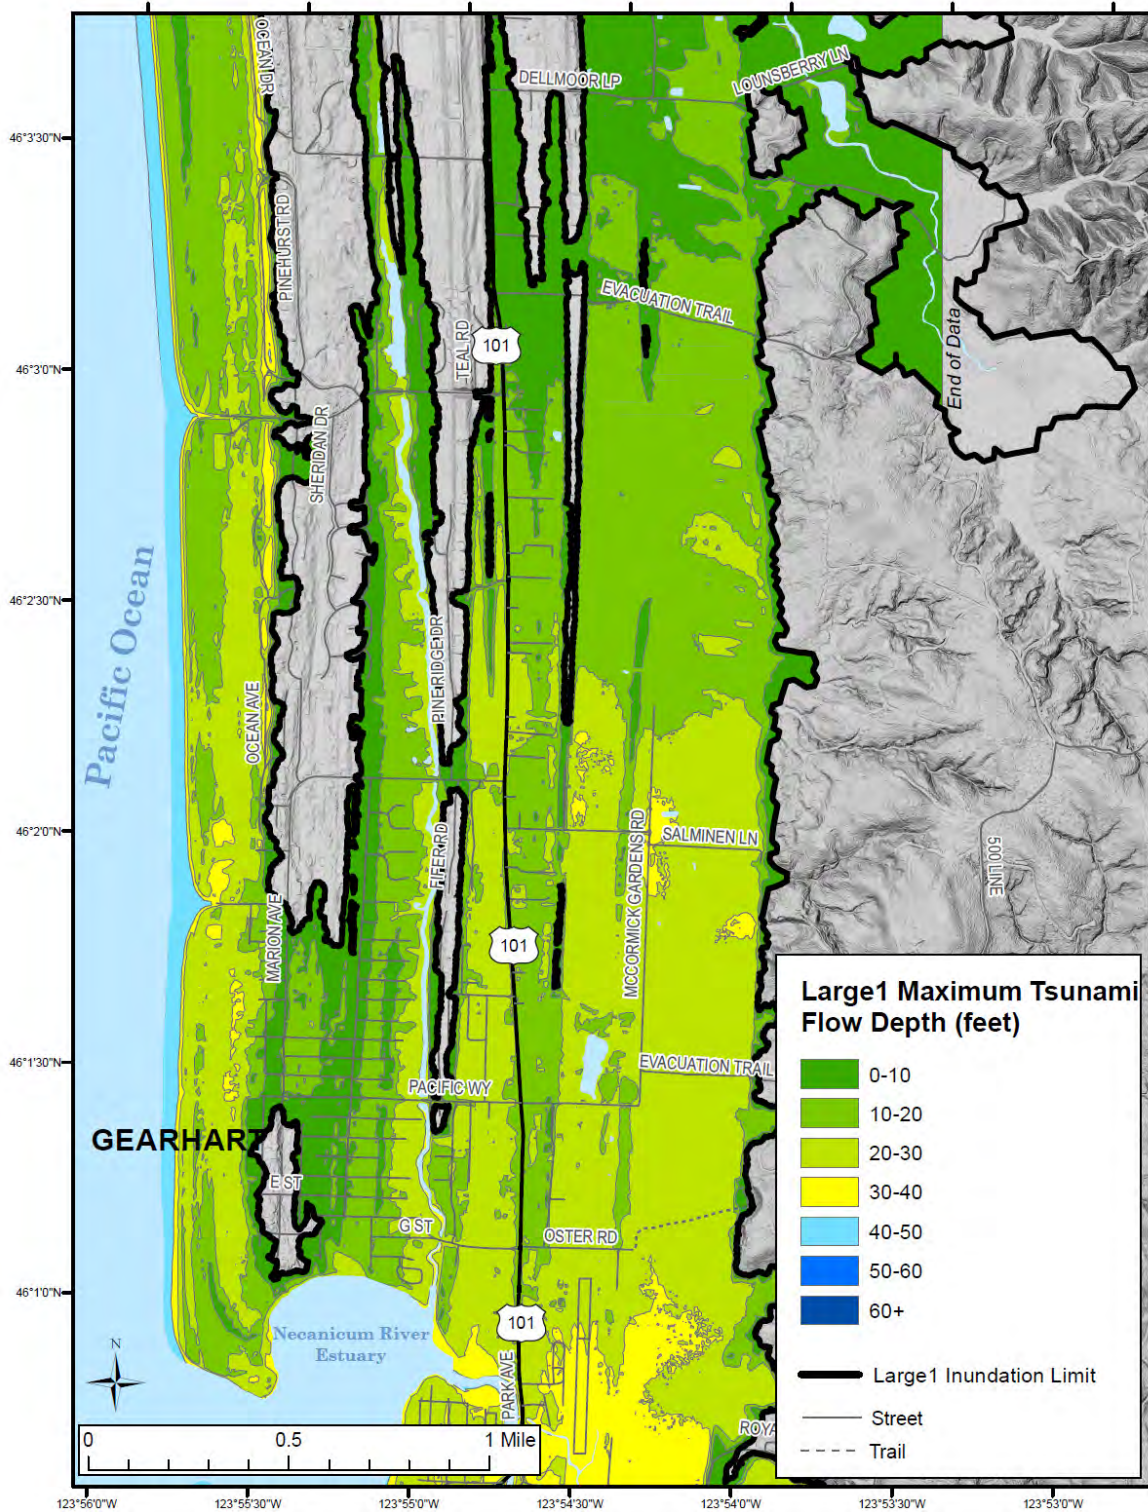 OCEAN DR
DELLMOOR LP
LOUNSBERRY LN
46°3'30"N
PINEHURST RD
EVACUATION TRAIL
TEAL RD
101
46°3'0"N
End of Data
SHERIDAN DR
Pacific Ocean
46°2'30"N
PINE RIDGE DR
OCEAN AVE
46°2'0"N
FIFER RD
MCCORMICK GARDENS RD
SALMINEN LN
500 LINE
MARION AVE
101
46°1'30"N
PACIFIC WY
EVACUATION TRAIL
GEARHART
E ST
G ST
OSTER RD
46°1'0"N
101
Necanicum River
Estuary
PARK AVE
ROYA
N
0 0.5 1 Mile
Large1 Maximum Tsunami
Flow Depth (feet)
0-10
10-20
20-30
30-40
40-50
50-60
60+
Large1 Inundation Limit
Street
Trail
123°56'0"W 123°55'30"W 123°55'0"W 123°54'30"W 123°54'0"W 123°53'30"W 123°53'0"W